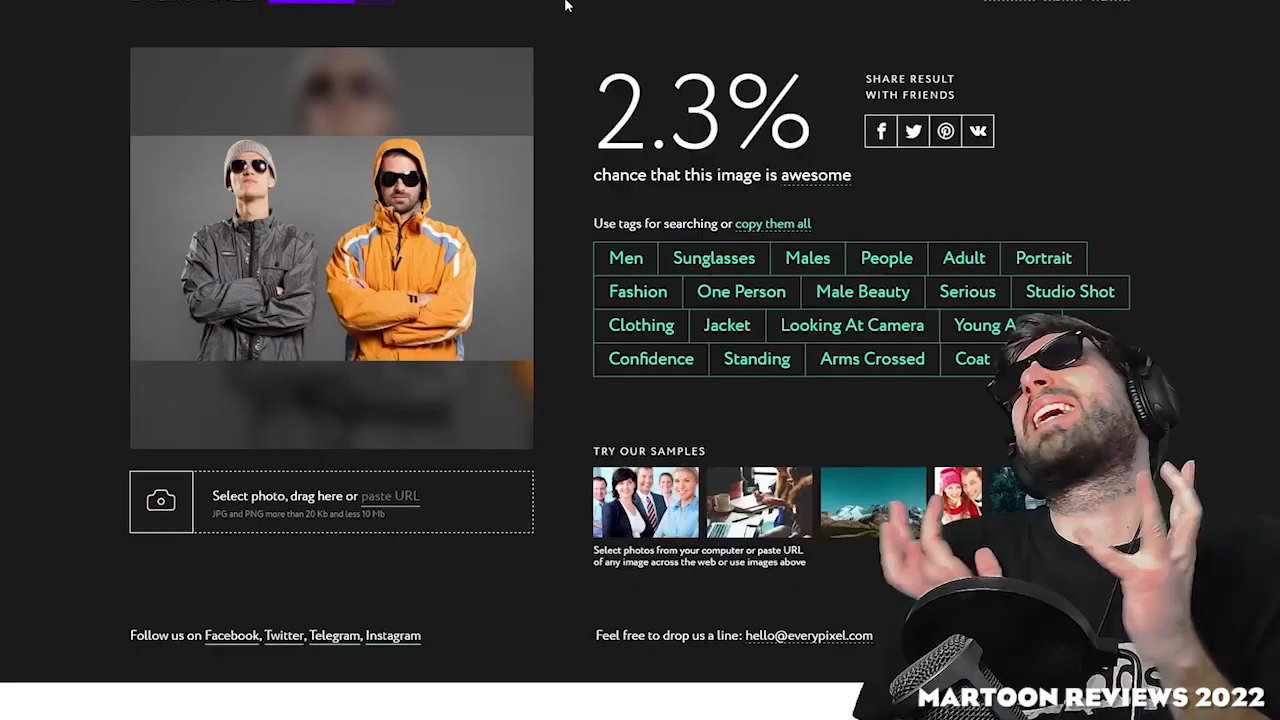 2.3%
SHARE RESULT
WITH FRIENDS
chance that this image is awesome
Use tags for searching or copy them all
Men Sunglasses Males People Adult Portrait
Fashion One Person Male Beauty Serious Studio Shot
Clothing Jacket Looking At Camera Young
Confidence Standing Arms Crossed Coat
TRY OUR SAMPLES
Select photo, drag here or paste URL
JPG and PNG more than 20 Kb and less 10 Mb
Select photos from your computer or paste URL
of any image across the web or use images above
Follow us on Facebook, Twitter, Telegram, Instagram
Feel free to drop us a line: hello@everypixel.com
MARTOON REVIEWS 2022